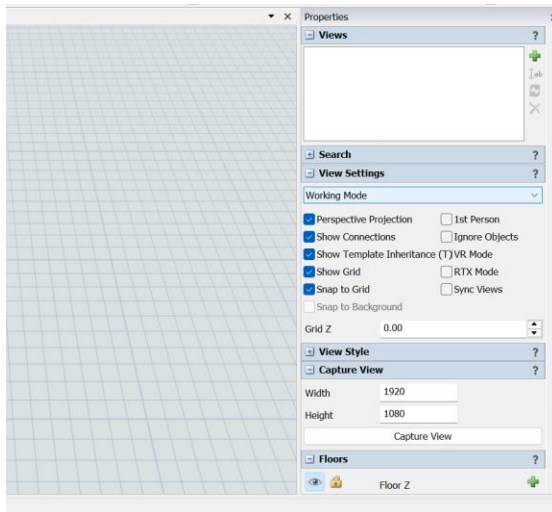 Properties
Views ?
Search ?
View Settings ?
Working Mode
Perspective Projection 1st Person
Show Connections Ignore Objects
Show Template Inheritance (T) VR Mode
Show Grid RTX Mode
Snap to Grid Sync Views
Snap to Background
Grid Z 0.00
View Style ?
Capture View ?
Width 1920
Height 1080
Capture View
Floors ?
Floor Z